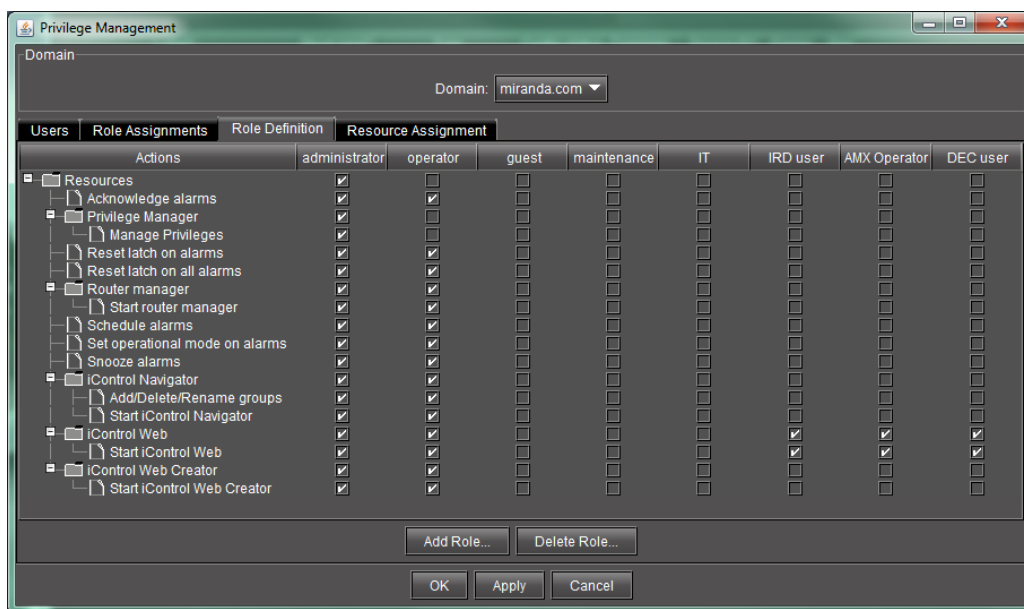 Privilege Management
Domain
Domain: miranda.com
Users Role Assignments Role Definition Resource Assignment
Actions administrator operator guest maintenance IT IRD user AMX Operator DEC user
Resources
Acknowledge alarms
Privilege Manager
Manage Privileges
Reset latch on alarms
Reset latch on all alarms
Router manager
Start router manager
Schedule alarms
Set operational mode on alarms
Snooze alarms
iControl Navigator
Add/Delete/Rename groups
Start iControl Navigator
iControl Web
Start iControl Web
iControl Web Creator
Start iControl Web Creator
Add Role... Delete Role...
OK Apply Cancel